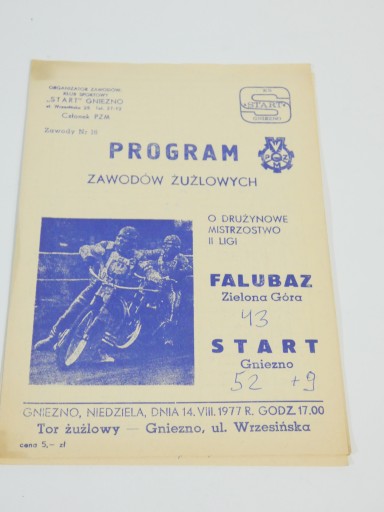 ORGANIZATOR ZAWODÓW:
KLUB SPORTOWY
„START” GNIEZNO
Członek PZM
Zawody Nr 18
K.S.
START
GNIEZNO
PROGRAM
PZM
ZAWODÓW ŻUŻLOWYCH
O DRUŻYNOWE
MISTRZOSTWO
II LIGI
FALUBAZ
Zielona Góra
43
START
Gniezno
52 +9
GNIEZNO, NIEDZIELA, DNIA 14. VIII. 1977 R. GODZ. 17.00
Tor żużlowy — Gniezno, ul. Wrzesińska
cena 5,– zł